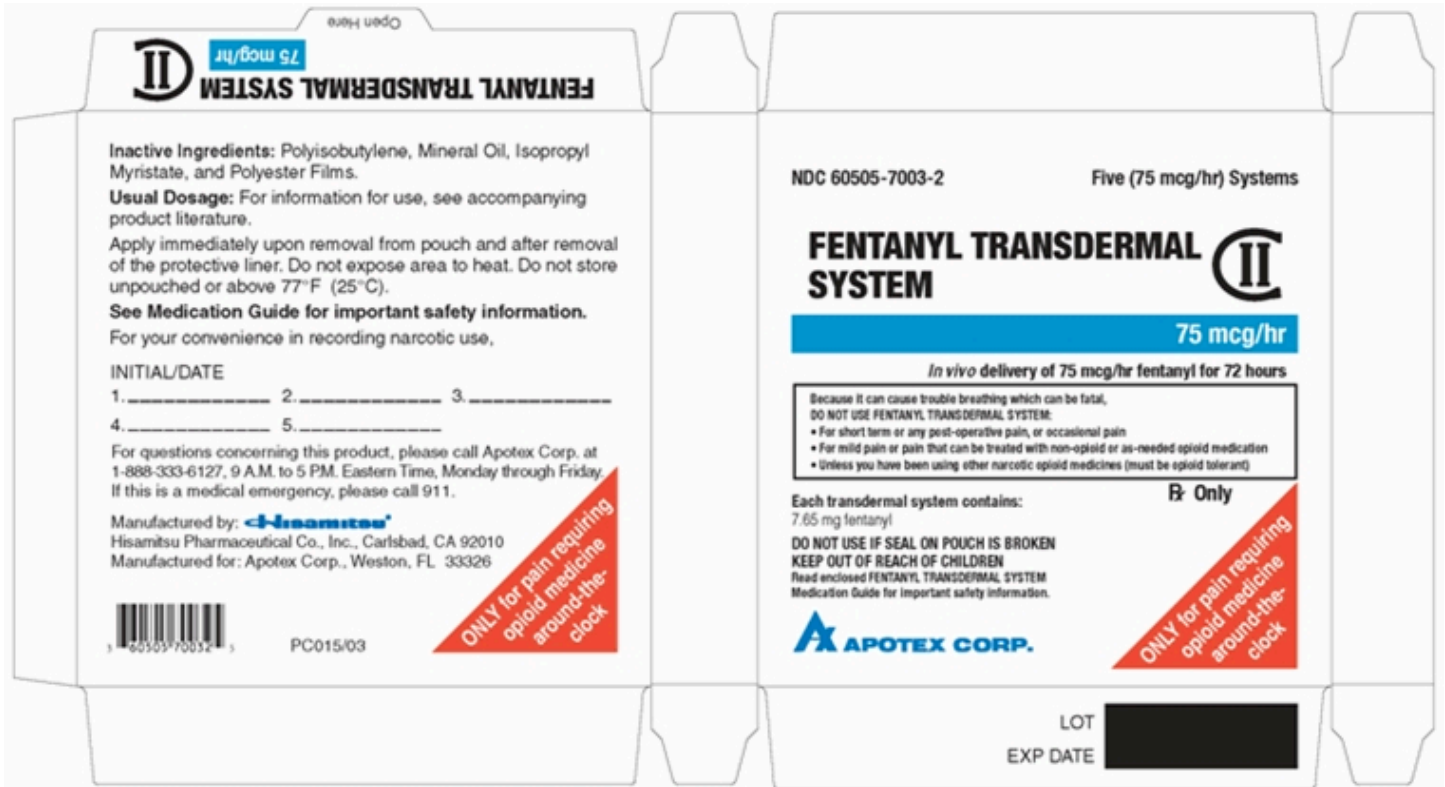 Open Here
FENTANYL TRANSDERMAL SYSTEM
75 mcg/hr
CII
Inactive Ingredients: Polyisobutylene, Mineral Oil, Isopropyl
Myristate, and Polyester Films.
Usual Dosage: For information for use, see accompanying
product literature.
Apply immediately upon removal from pouch and after removal
of the protective liner. Do not expose area to heat. Do not store
unpouched or above 77°F (25°C).
See Medication Guide for important safety information.
For your convenience in recording narcotic use,
INITIAL/DATE
1.____________ 2.____________ 3.____________
4.____________ 5.____________
For questions concerning this product, please call Apotex Corp. at
1-888-333-6127, 9 A.M. to 5 P.M. Eastern Time, Monday through Friday.
If this is a medical emergency, please call 911.
Manufactured by: Hisamitsu®
Hisamitsu Pharmaceutical Co., Inc., Carlsbad, CA 92010
Manufactured for: Apotex Corp., Weston, FL 33326
ONLY for pain requiring
opioid medicine
around-the-
clock
3 60505 70032 5
PC015/03
NDC 60505-7003-2
Five (75 mcg/hr) Systems
FENTANYL TRANSDERMAL
SYSTEM
CII
75 mcg/hr
In vivo delivery of 75 mcg/hr fentanyl for 72 hours
Because it can cause trouble breathing which can be fatal,
DO NOT USE FENTANYL TRANSDERMAL SYSTEM:
• For short term or any post-operative pain, or occasional pain
• For mild pain or pain that can be treated with non-opioid or as-needed opioid medication
• Unless you have been using other narcotic opioid medicines (must be opioid tolerant)
Each transdermal system contains:
7.65 mg fentanyl
℞ Only
DO NOT USE IF SEAL ON POUCH IS BROKEN
KEEP OUT OF REACH OF CHILDREN
Read enclosed FENTANYL TRANSDERMAL SYSTEM
Medication Guide for important safety information.
APOTEX CORP.
ONLY for pain requiring
opioid medicine
around-the-
clock
LOT
EXP DATE